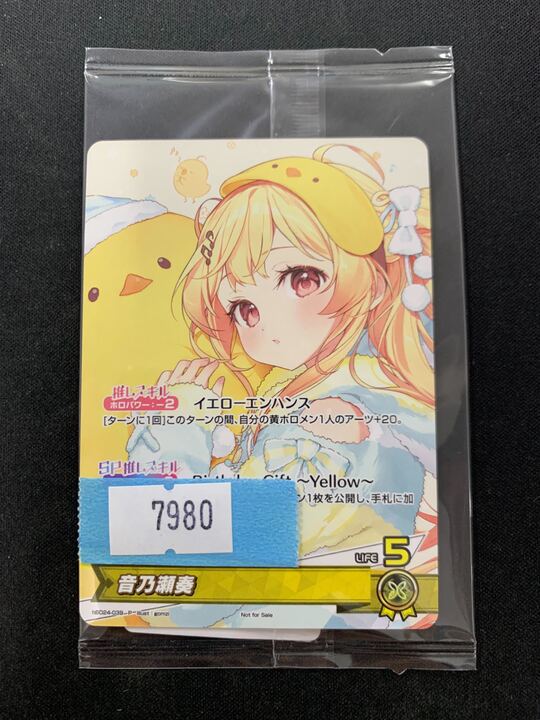 推しスキル
ホロパワー:-2
イエローエンハンス
[ターンに1回]このターンの間、自分の黄ホロメン1人のアーツ+20。
SP推しスキル
Gift ~Yellow~
ン1枚を公開し、手札に加
7980
LIFE 5
音乃瀬奏
Not for Sale